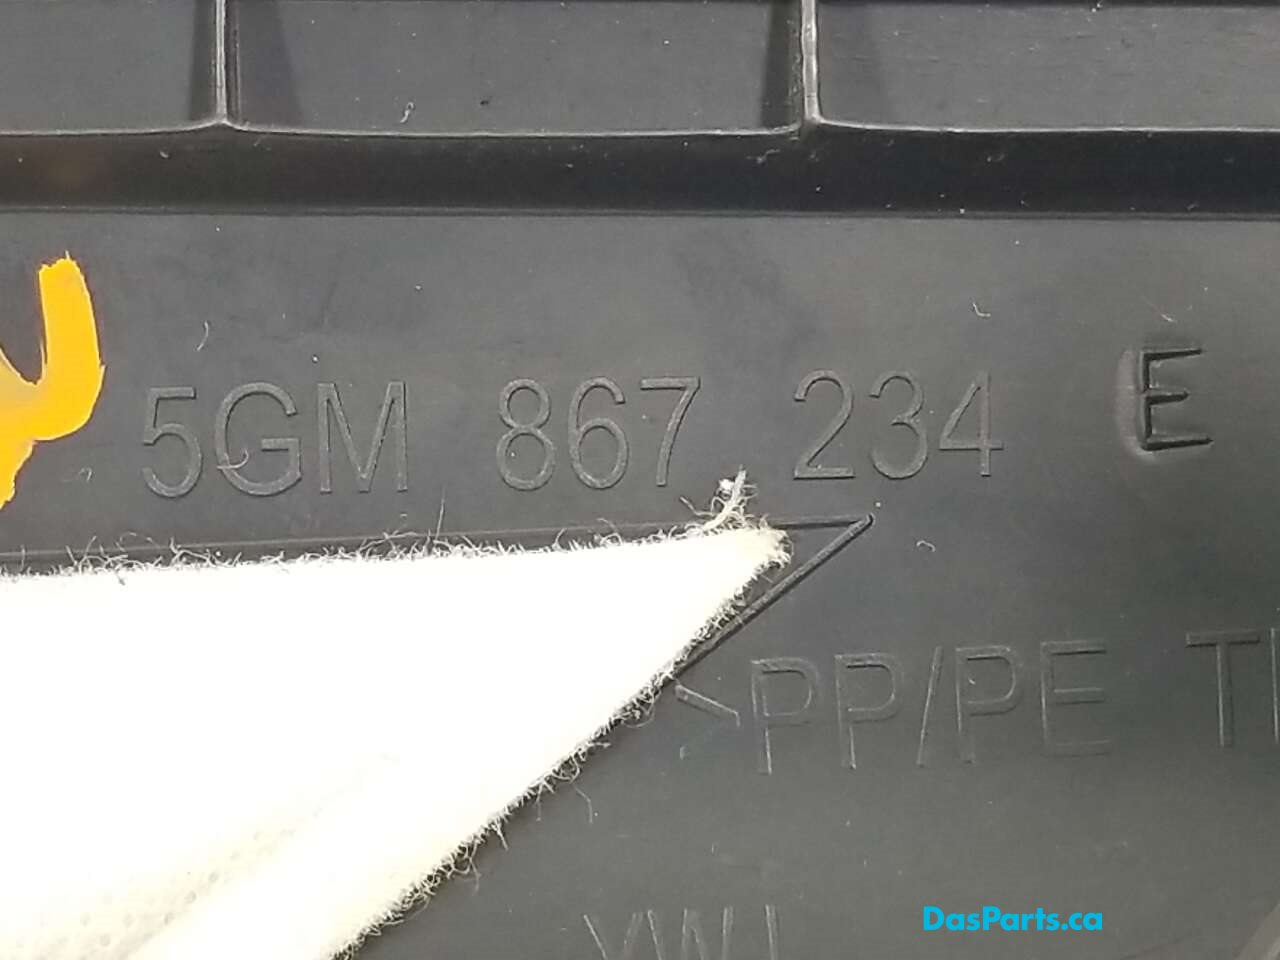 5GM 867 234 E
>PP/PE
DasParts.ca